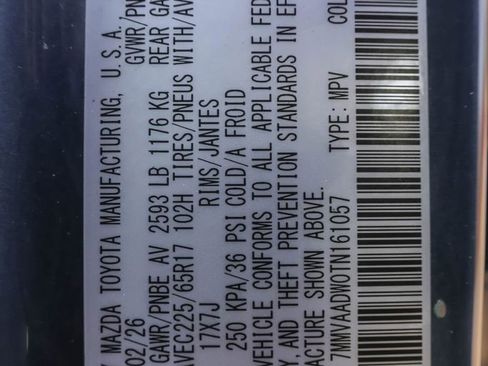 Y MAZDA TOYOTA MANUFACTURING, U.S.A.
02/26 GVWR/PN
GAWR/PNBE AV 2593 LB 1176 KG REAR GA
AVEC225/65R17 102H TIRES/PNEUS WITH/AV
17X7J RIMS/JANTES
250 KPA/36 PSI COLD/A FROID
VEHICLE CONFORMS TO ALL APPLICABLE FED
Y, AND THEFT PREVENTION STANDARDS IN EF
FACTURE SHOWN ABOVE.
7MMVAADW0TN161057 TYPE: MPV COL